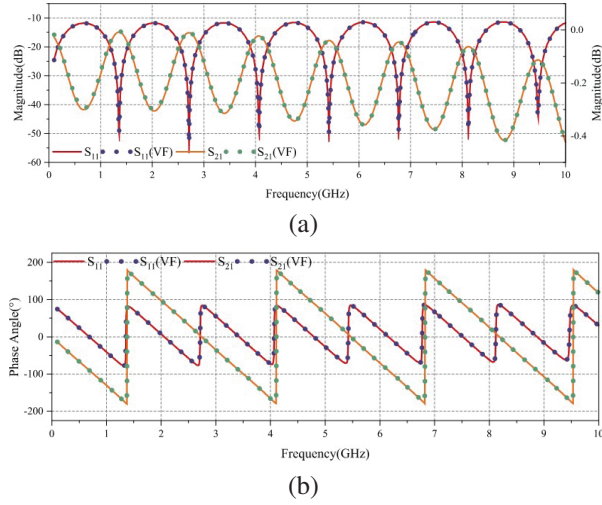 -10
-20
-30
-40
-50
-60
0.0
-0.2
-0.4
Magnitude(dB)
Magnitude(dB)
S11 S11(VF) S21 S21(VF)
0 1 2 3 4 5 6 7 8 9 10
Frequency(GHz)
(a)
200
100
0
-100
-200
Phase Angle(°)
S11 S11(VF) S21 S21(VF)
0 1 2 3 4 5 6 7 8 9 10
Frequency(GHz)
(b)